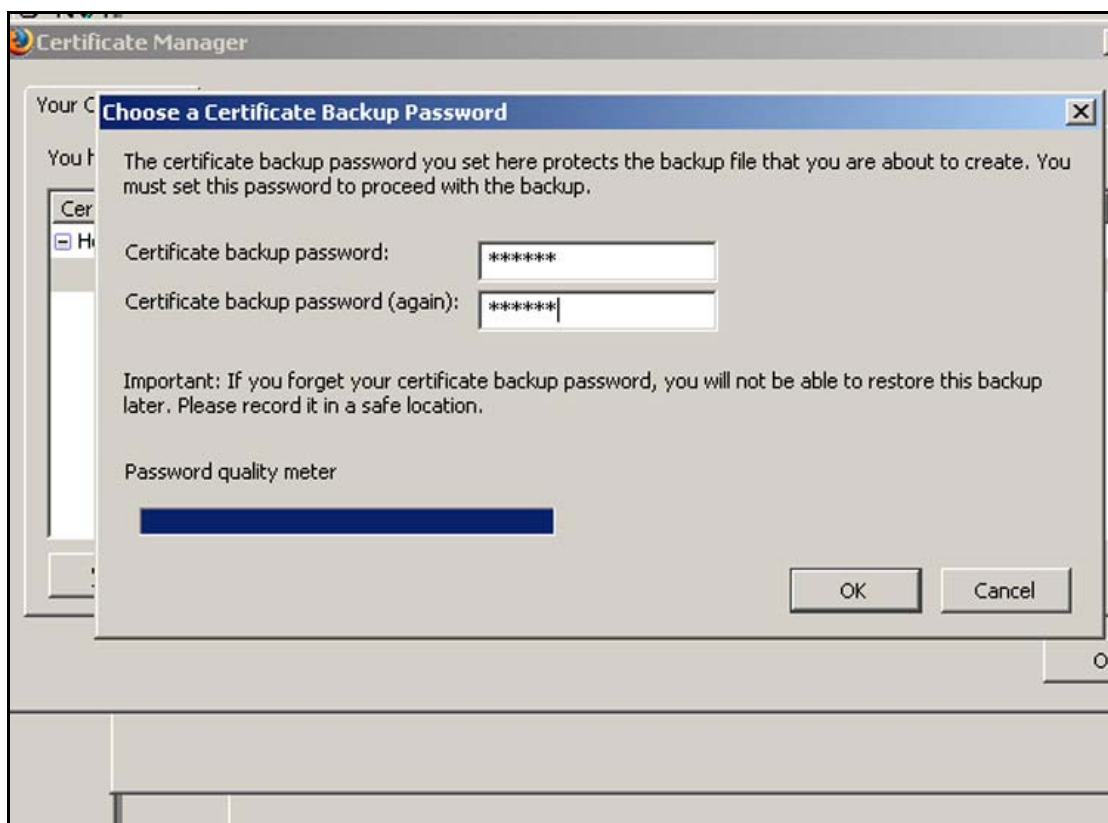 Certificate Manager
Your C
Choose a Certificate Backup Password
You h
The certificate backup password you set here protects the backup file that you are about to create. You
must set this password to proceed with the backup.
Cer
Certificate backup password:
******
Certificate backup password (again):
******
Important: If you forget your certificate backup password, you will not be able to restore this backup
later. Please record it in a safe location.
Password quality meter
OK
Cancel